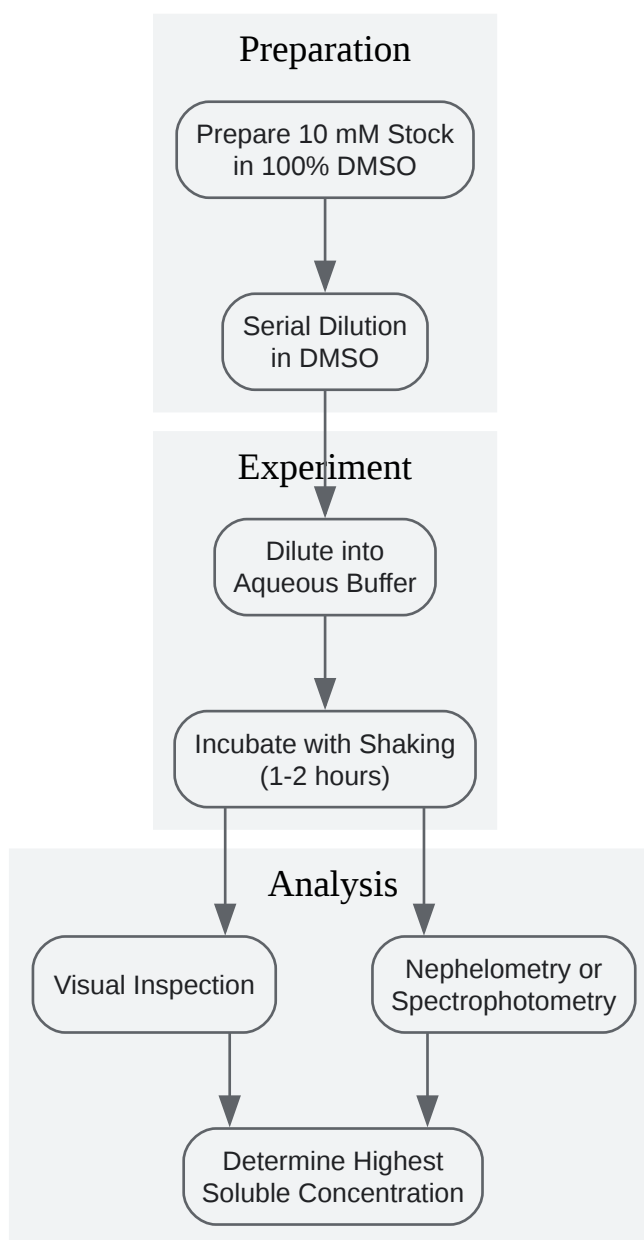 Preparation
Prepare 10 mM Stock
in 100% DMSO
Serial Dilution
in DMSO
Experiment
Dilute into
Aqueous Buffer
Incubate with Shaking
(1-2 hours)
Analysis
Visual Inspection
Nephelometry or
Spectrophotometry
Determine Highest
Soluble Concentration